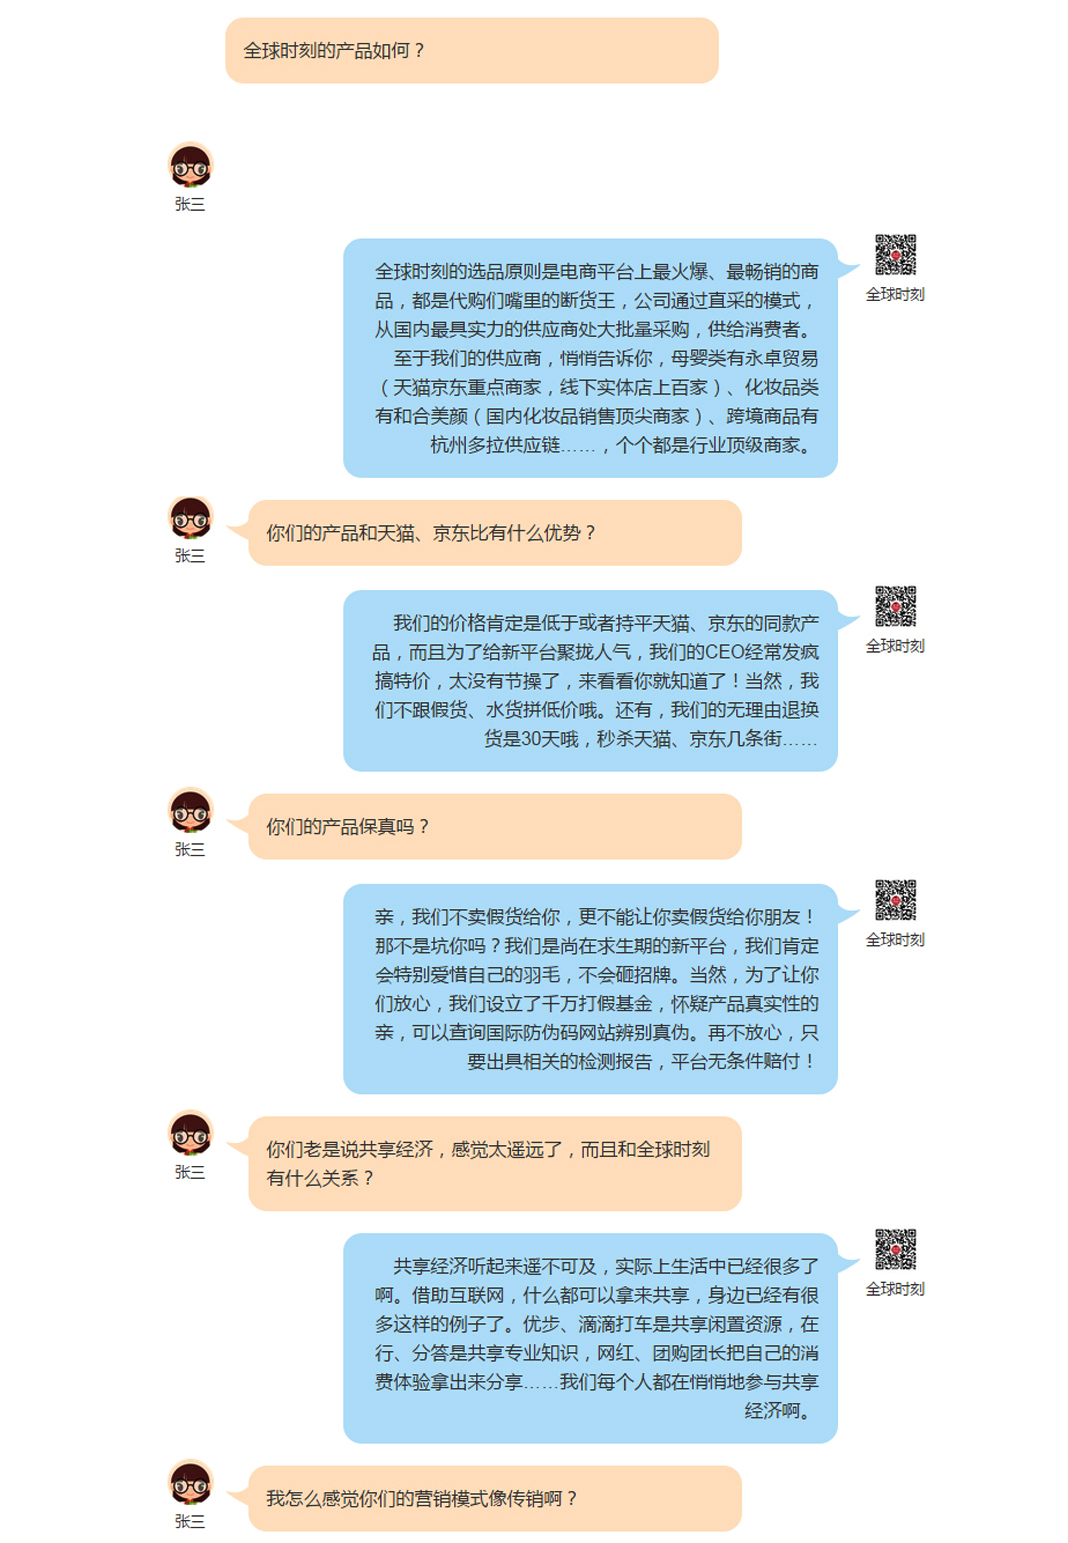 全球时刻的产品如何？
张三
全球时刻的选品原则是电商平台上最火爆、最畅销的商
品，都是代购们嘴里的断货王，公司通过直采的模式，
从国内最具实力的供应商处大批量采购，供给消费者。
至于我们的供应商，悄悄告诉你，母婴类有永卓贸易
（天猫京东重点商家，线下实体店上百家）、化妆品类
有和合美颜（国内化妆品销售顶尖商家）、跨境商品有
杭州多拉供应链……，个个都是行业顶级商家。
全球时刻
你们的产品和天猫、京东比有什么优势？
张三
我们的价格肯定是低于或者持平天猫、京东的同款产
品，而且为了给新平台聚拢人气，我们的CEO经常发疯
搞特价，太没有节操了，来看看你就知道了！当然，我
们不跟假货、水货拼低价哦。还有，我们的无理由退换
货是30天哦，秒杀天猫、京东几条街……
全球时刻
你们的产品保真吗？
张三
亲，我们不卖假货给你，更不能让你卖假货给你朋友！
那不是坑你吗？我们是尚在求生期的新平台，我们肯定
会特别爱惜自己的羽毛，不会砸招牌。当然，为了让你
们放心，我们设立了千万打假基金，怀疑产品真实性的
亲，可以查询国际防伪码网站辨别真伪。再不放心，只
要出具相关的检测报告，平台无条件赔付！
全球时刻
你们老是说共享经济，感觉太遥远了，而且和全球时刻
有什么关系？
张三
共享经济听起来遥不可及，实际上生活中已经很多了
啊。借助互联网，什么都可以拿来共享，身边已经有很
多这样的例子了。优步、滴滴打车是共享闲置资源，在
行、分答是共享专业知识，网红、团购团长把自己的消
费体验拿出来分享……我们每个人都在悄悄地参与共享
经济啊。
全球时刻
我怎么感觉你们的营销模式像传销啊？
张三